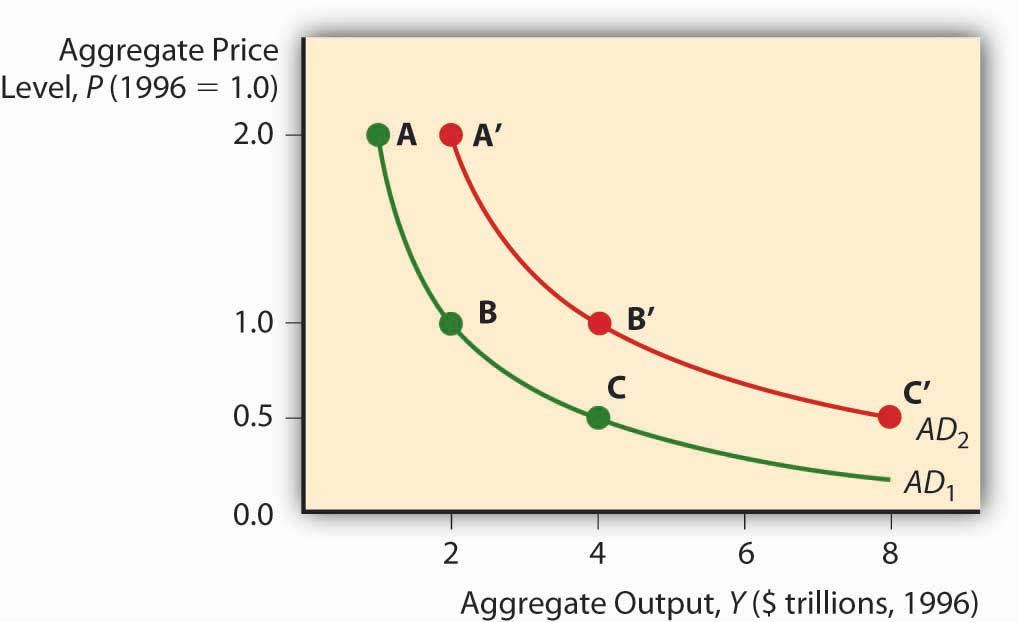 Aggregate Price
Level, P (1996 = 1.0)
2.0
A
A′
B
1.0
B′
C
C′
0.5
AD2
AD1
0.0
2
4
6
8
Aggregate Output, Y ($ trillions, 1996)